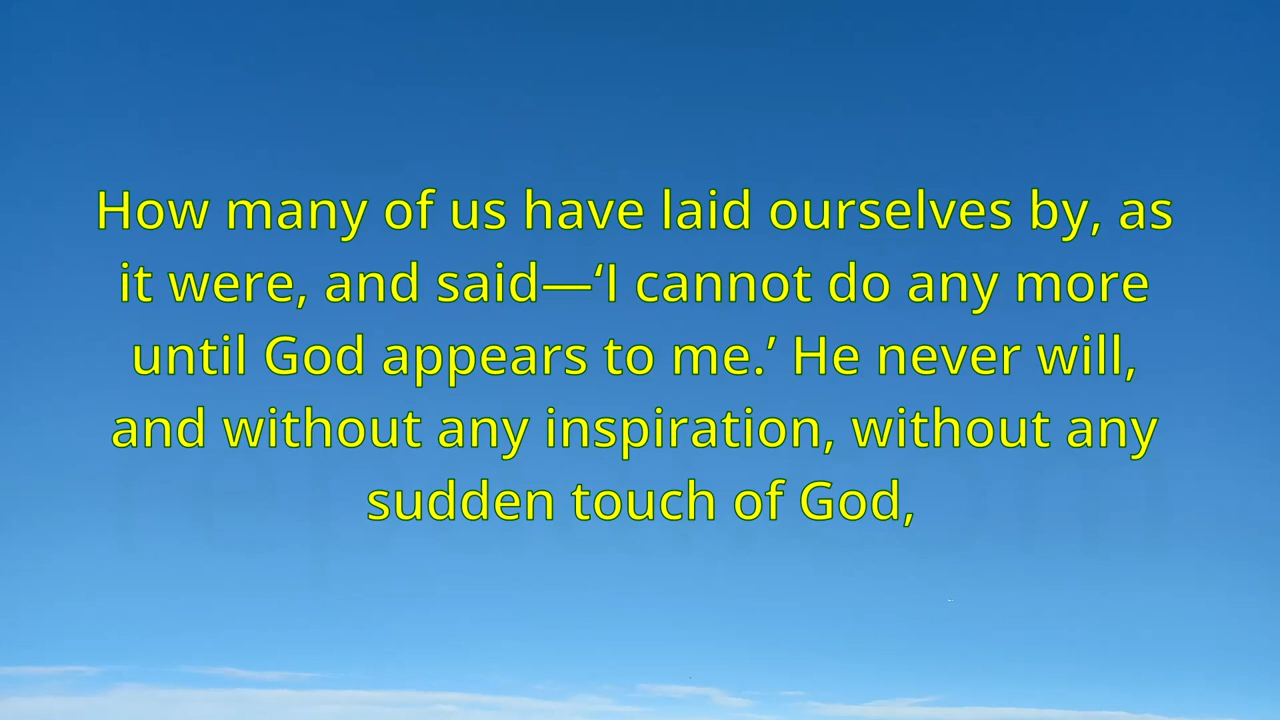 How many of us have laid ourselves by, as
it were, and said—‘I cannot do any more
until God appears to me.’ He never will,
and without any inspiration, without any
sudden touch of God,